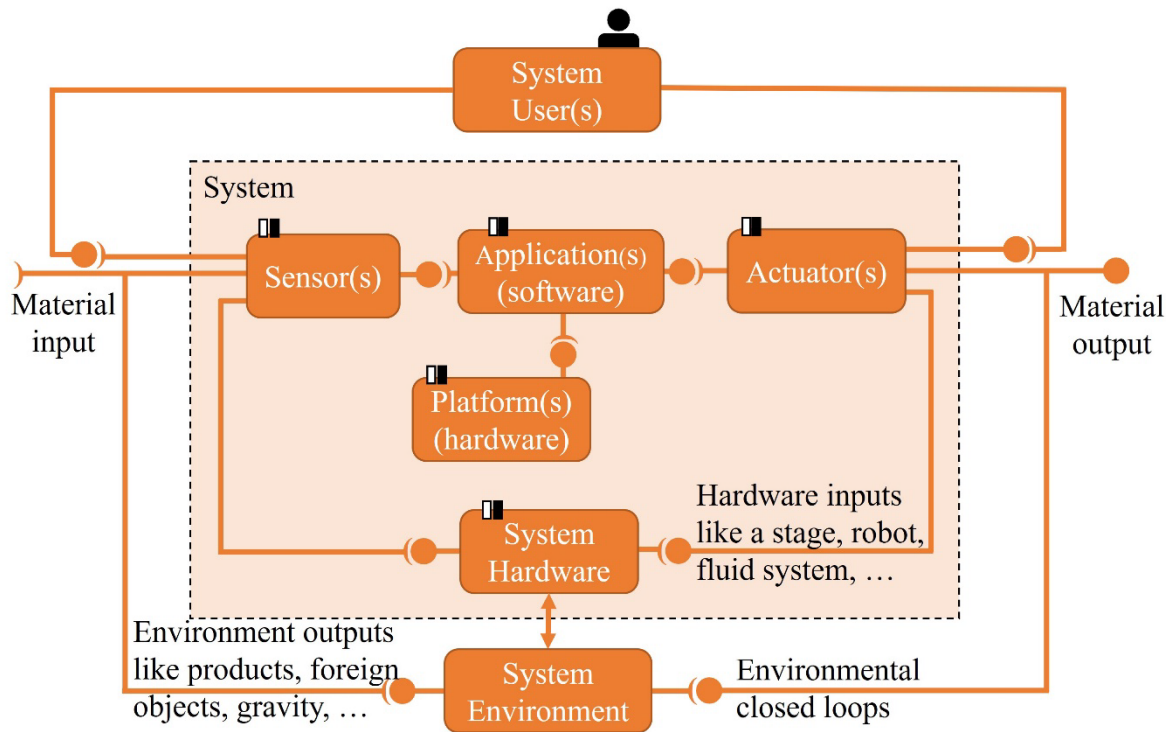 System
User(s)
System
Sensor(s)
Application(s)
(software)
Actuator(s)
Material
input
Material
output
Platform(s)
(hardware)
System
Hardware
Hardware inputs
like a stage, robot,
fluid system, …
Environment outputs
like products, foreign
objects, gravity, …
System
Environment
Environmental
closed loops